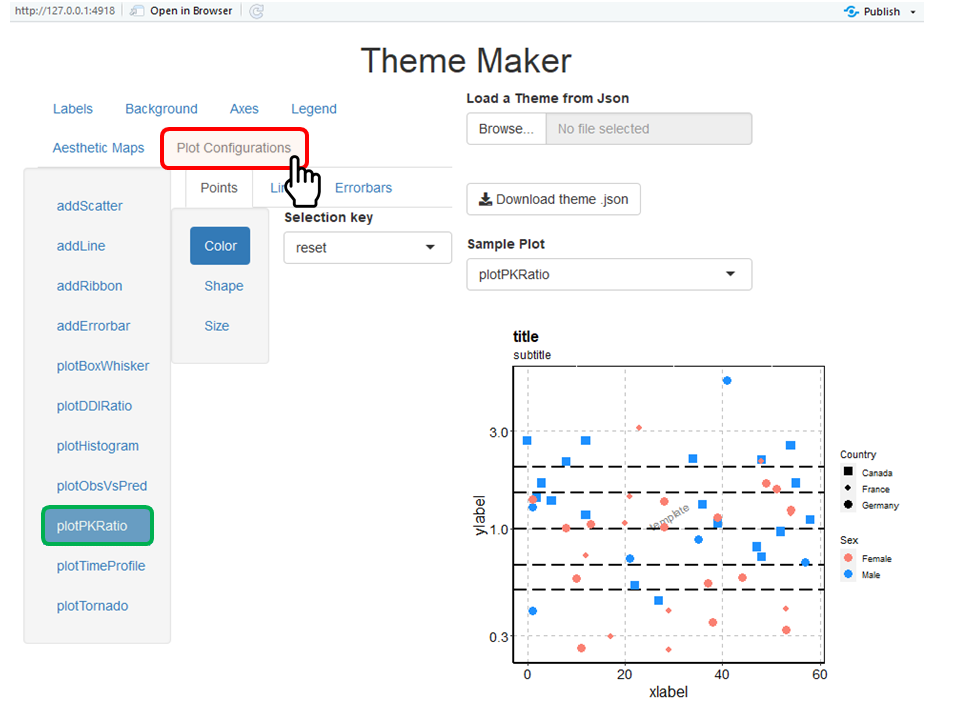 http://127.0.0.1:4918 Open in Browser Publish
Theme Maker
Labels Background Axes Legend
Aesthetic Maps Plot Configurations
Load a Theme from Json
Browse... No file selected
Download theme .json
Sample Plot
plotPKRatio
addScatter
addLine
addRibbon
addErrorbar
plotBoxWhisker
plotDDIRatio
plotHistogram
plotObsVsPred
plotPKRatio
plotTimeProfile
plotTornado
Points Li Errorbars
Color
Shape
Size
Selection key
reset
title
subtitle
ylabel
3.0
1.0
0.3
template
0 20 40 60
xlabel
Country
Canada
France
Germany
Sex
Female
Male